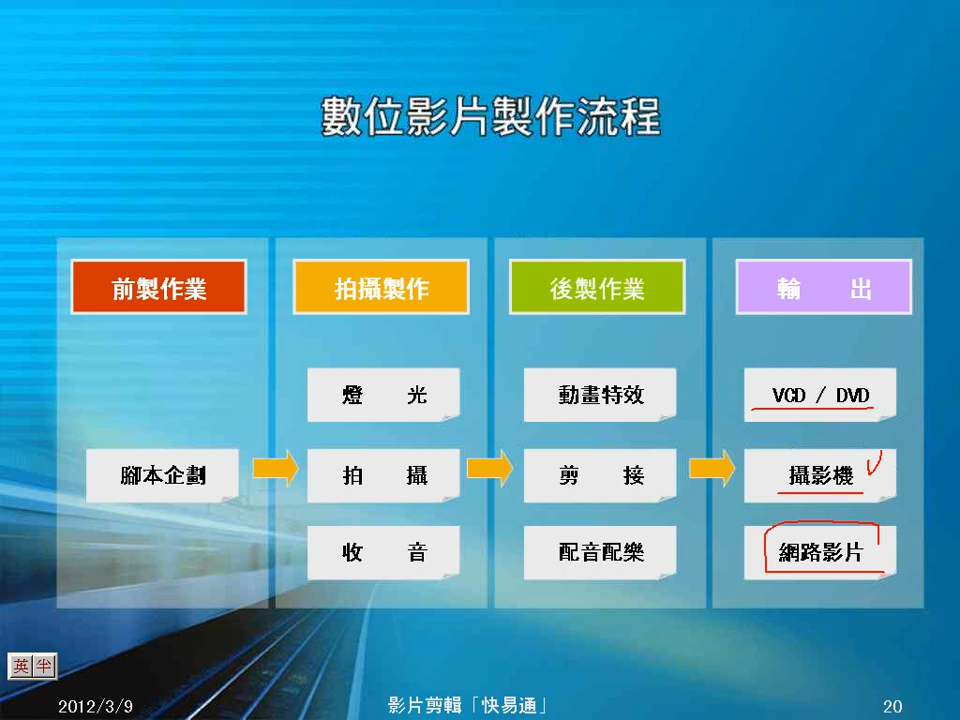 數位影片製作流程
前製作業
拍攝製作
後製作業
輸 出
燈 光
動畫特效
VCD / DVD
腳本企劃
拍 攝
剪 接
攝影機
收 音
配音配樂
網路影片
英半
2012/3/9
影片剪輯「快易通」
20